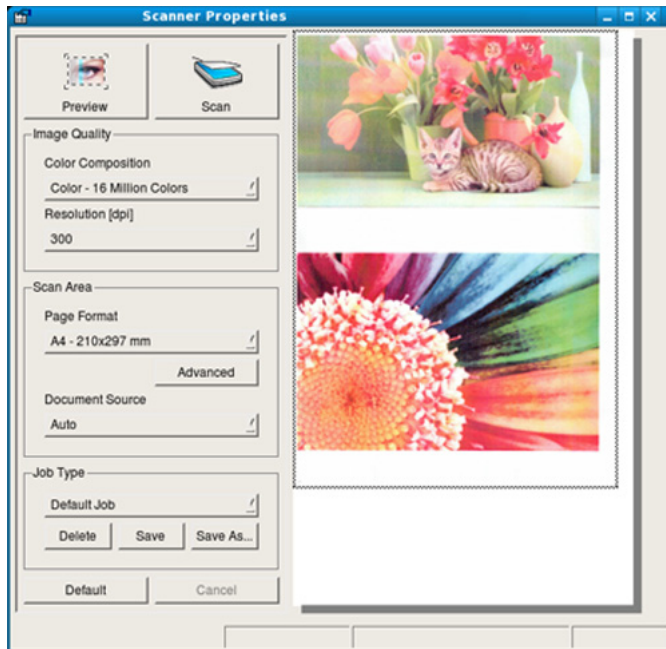 Scanner Properties
Preview
Scan
Image Quality
Color Composition
Color - 16 Million Colors
Resolution [dpi]
300
Scan Area
Page Format
A4 - 210x297 mm
Advanced
Document Source
Auto
Job Type
Default Job
Delete
Save
Save As...
Default
Cancel